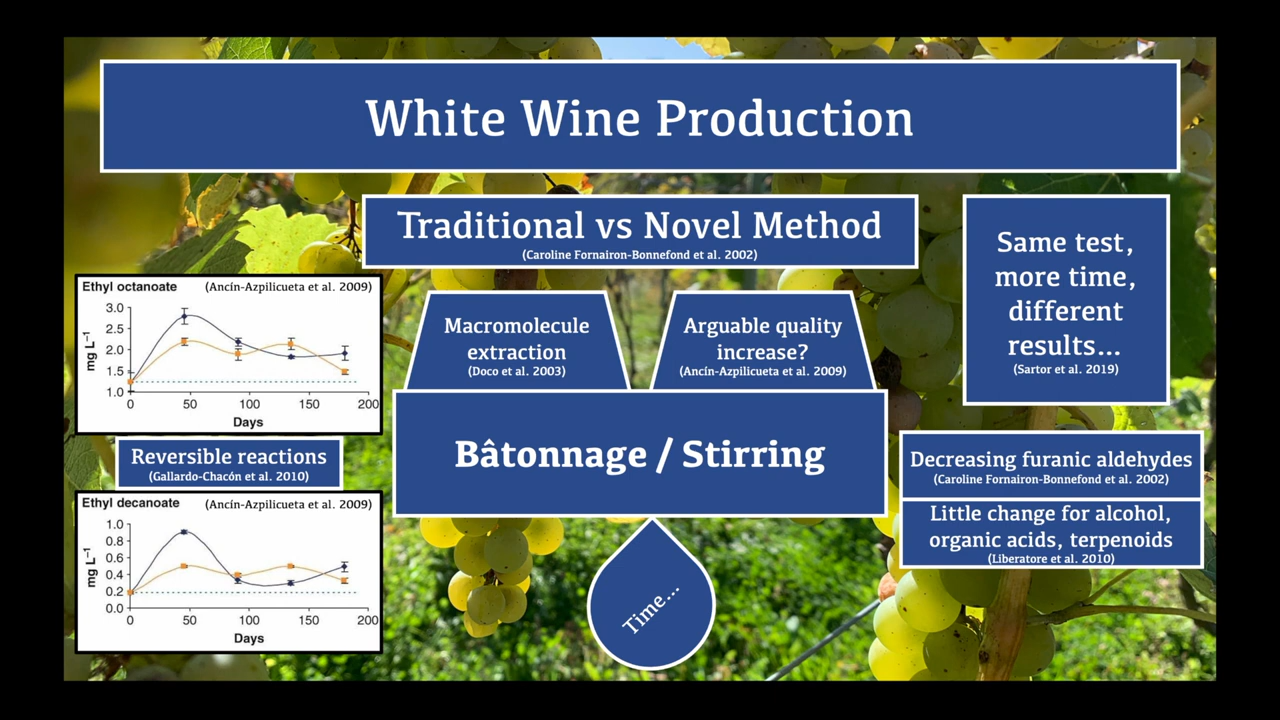 White Wine Production
Traditional vs Novel Method
(Caroline Fornairon-Bonnefond et al. 2002)
Same test,
more time,
different
results...
(Sartor et al. 2019)
Ethyl octanoate (Ancín-Azpilicueta et al. 2009)
3.0
2.5
2.0
1.5
1.0
mg L⁻¹
0 50 100 150 200
Days
Macromolecule
extraction
(Doco et al. 2003)
Arguable quality
increase?
(Ancín-Azpilicueta et al. 2009)
Bâtonnage / Stirring
Reversible reactions
(Gallardo-Chacón et al. 2010)
Decreasing furanic aldehydes
(Caroline Fornairon-Bonnefond et al. 2002)
Little change for alcohol,
organic acids, terpenoids
(Liberatore et al. 2010)
Ethyl decanoate (Ancín-Azpilicueta et al. 2009)
1.0
0.8
0.6
0.4
0.2
0.0
mg L⁻¹
0 50 100 150 200
Days
Time...